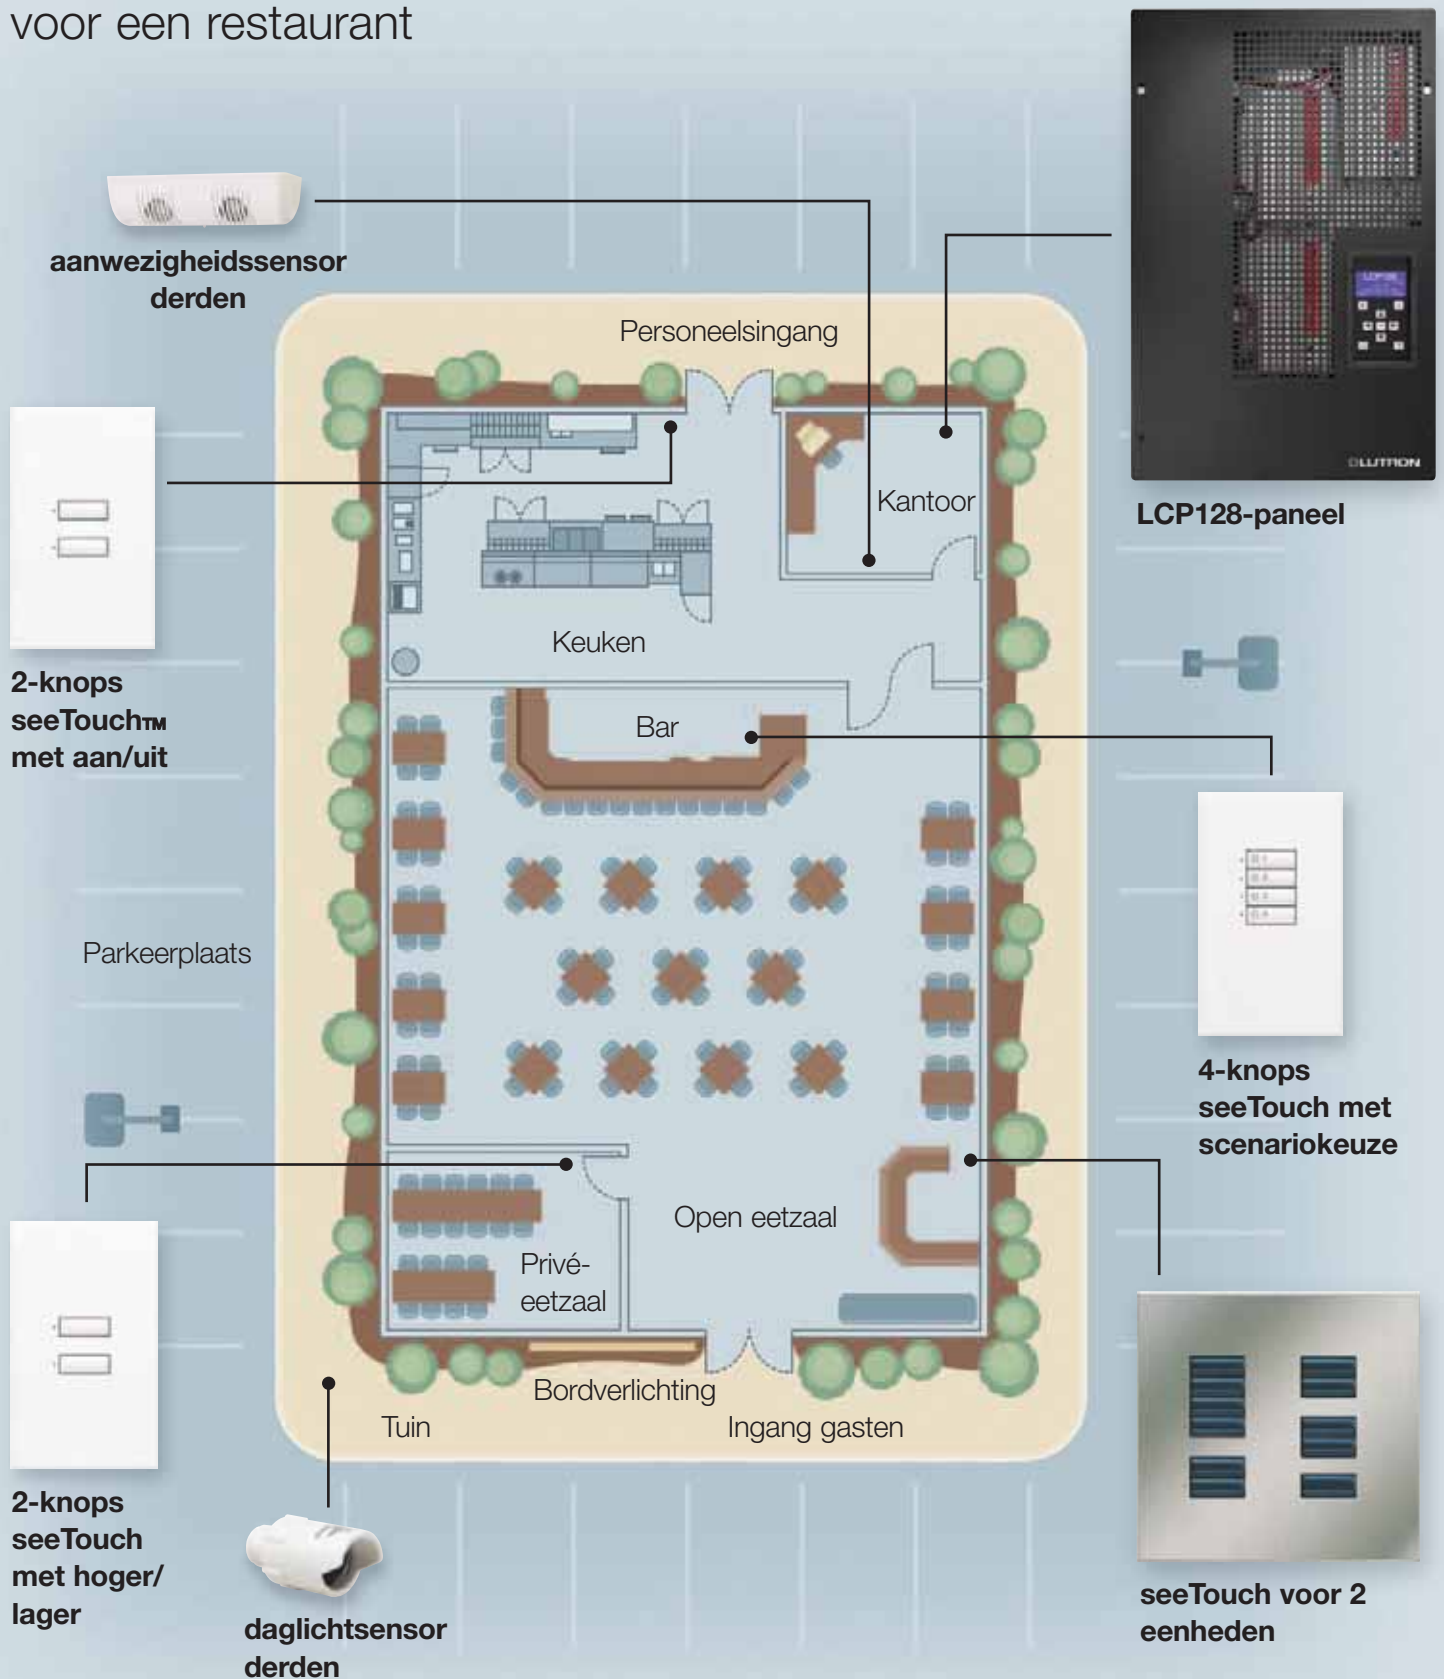 voor een restaurant
aanwezigheidssensor
derden
Personeelsingang
LCP128
LUTRON
LCP128-paneel
Kantoor
Keuken
2-knops
seeTouch™
met aan/uit
Bar
Parkeerplaats
4-knops
seeTouch met
scenariokeuze
Open eetzaal
Privé-
eetzaal
Bordverlichting
Tuin
Ingang gasten
2-knops
seeTouch
met hoger/
lager
daglichtsensor
derden
seeTouch voor 2
eenheden